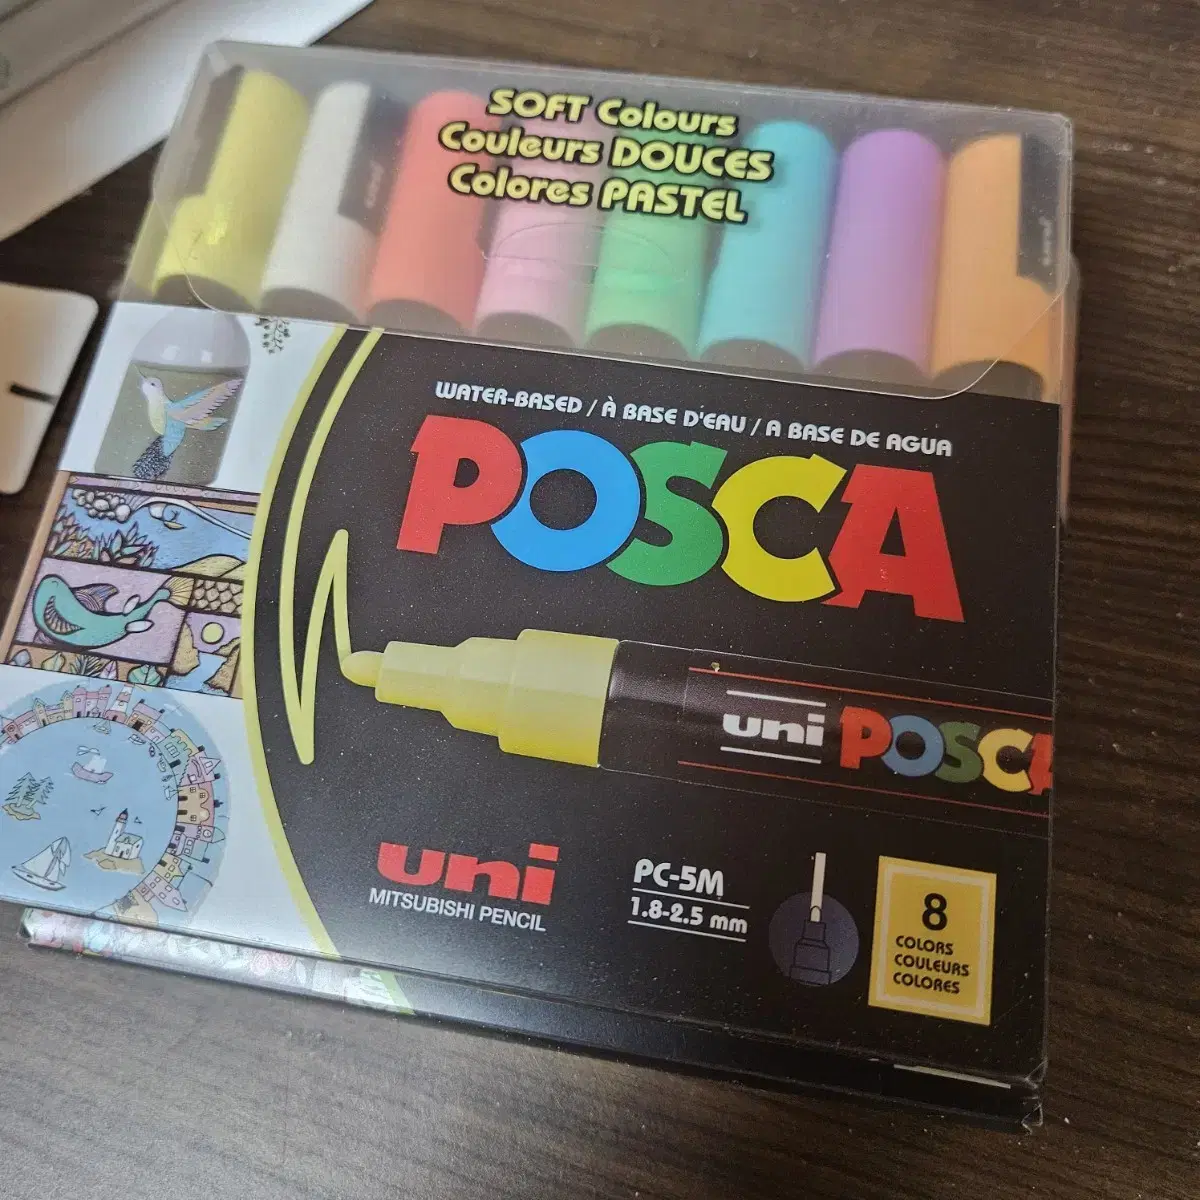 SOFT Colours
Couleurs DOUCES
Colores PASTEL
WATER-BASED / À BASE D'EAU / A BASE DE AGUA
POSCA
uni POSCA
uni
MITSUBISHI PENCIL
PC-5M
1.8-2.5 mm
8
COLORS
COULEURS
COLORES